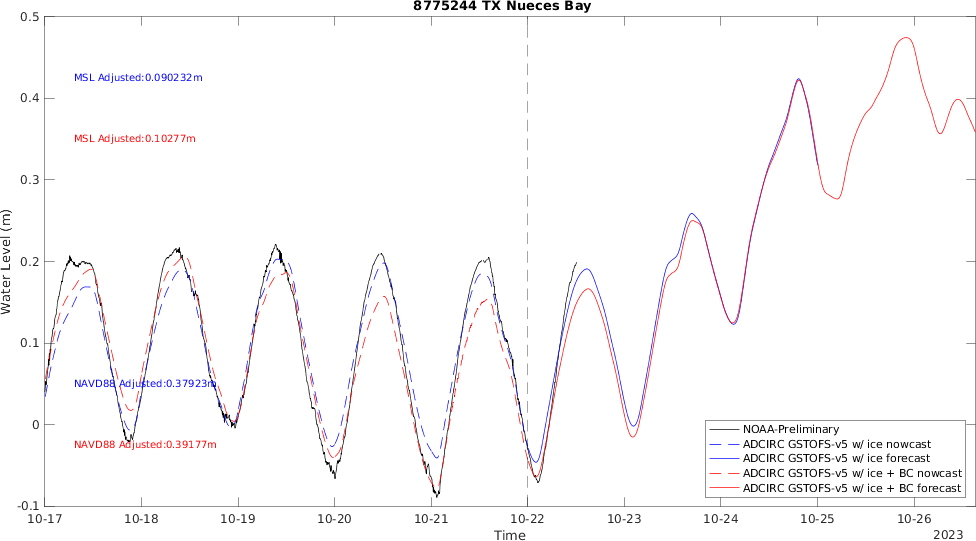 8775244 TX Nueces Bay
0.5
0.4
0.3
0.2
0.1
0
-0.1
Water Level (m)
MSL Adjusted:0.090232m
MSL Adjusted:0.10277m
NAVD88 Adjusted:0.37923m
NAVD88 Adjusted:0.39177m
NOAA-Preliminary
ADCIRC GSTOFS-v5 w/ ice nowcast
ADCIRC GSTOFS-v5 w/ ice forecast
ADCIRC GSTOFS-v5 w/ ice + BC nowcast
ADCIRC GSTOFS-v5 w/ ice + BC forecast
10-17 10-18 10-19 10-20 10-21 10-22 10-23 10-24 10-25 10-26
Time
2023